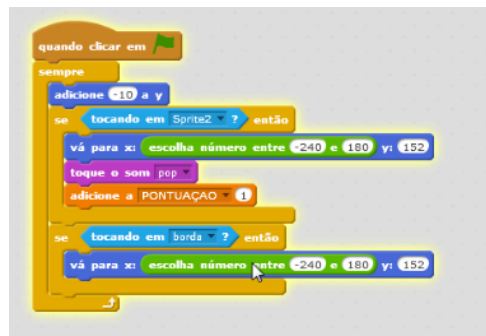 quando clicar em
sempre
adicione -10 a y
se tocando em Sprite2 ? então
vá para x: escolha número entre -240 e 180 y: 152
toque o som pop
adicione a PONTUAÇAO 1
se tocando em borda ? então
vá para x: escolha número entre -240 e 180 y: 152